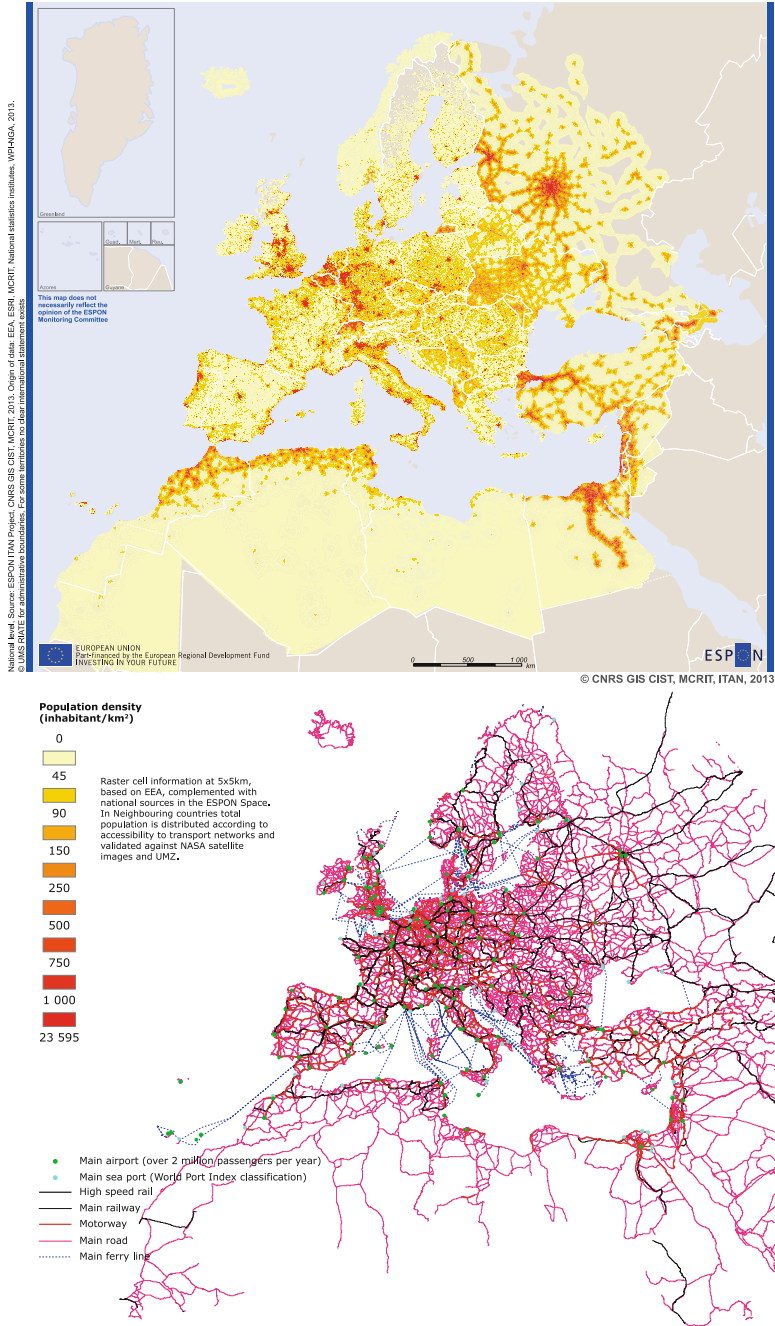 National level. Source: ESPON ITAN Project, CNRS GIS CIST, MCRIT, 2013. Origin of data: EEA, ESRI, MCRIT, National statistics institutes, WPI-NGA, 2013.
© UMS RIATE for administrative boundaries. For some territories no clear international statement exists
Greenland
Guad.
Mart.
Reu.
Azores
Guyane
This map does not
necessarily reflect the
opinion of the ESPON
Monitoring Committee
EUROPEAN UNION
Part-financed by the European Regional Development Fund
INVESTING IN YOUR FUTURE
0 500 1 000
km
ESPON
© CNRS GIS CIST, MCRIT, ITAN, 2013
Population density
(inhabitant/km²)
0
45
90
150
250
500
750
1 000
23 595
Raster cell information at 5x5km,
based on EEA, complemented with
national sources in the ESPON Space.
In Neighbouring countries total
population is distributed according to
accessibility to transport networks and
validated against NASA satellite
images and UMZ.
Main airport (over 2 million passengers per year)
Main sea port (World Port Index classification)
High speed rail
Main railway
Motorway
Main road
Main ferry line